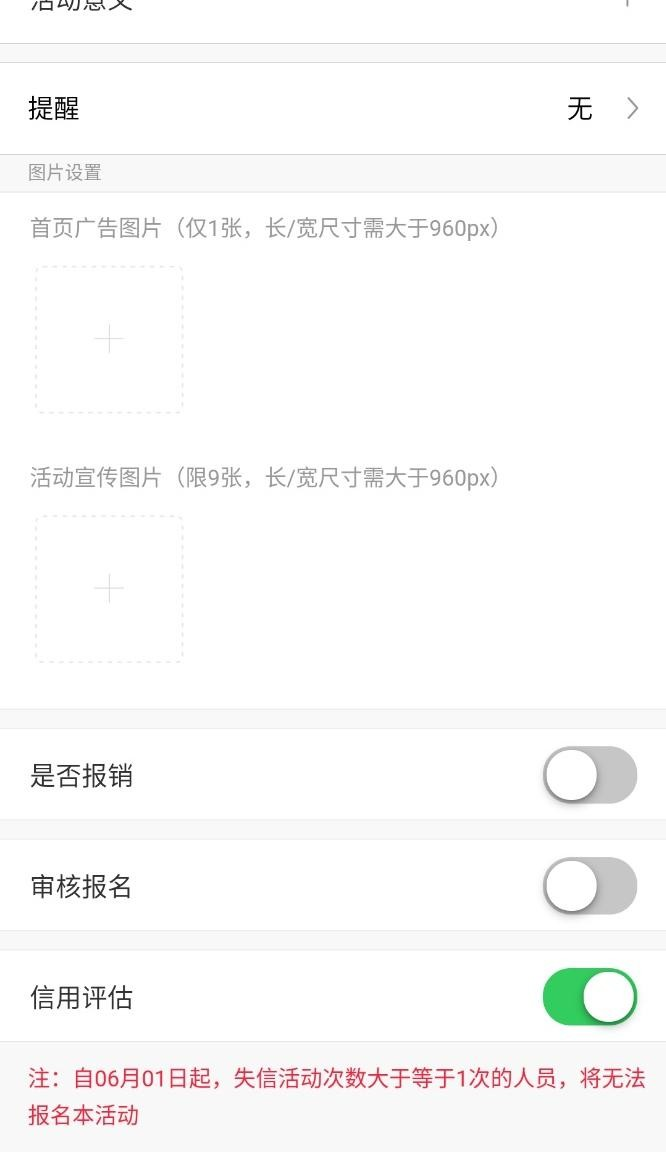 活动意义
提醒
无
图片设置
首页广告图片（仅1张，长/宽尺寸需大于960px）
活动宣传图片（限9张，长/宽尺寸需大于960px）
是否报销
审核报名
信用评估
注：自06月01日起，失信活动次数大于等于1次的人员，将无法
报名本活动